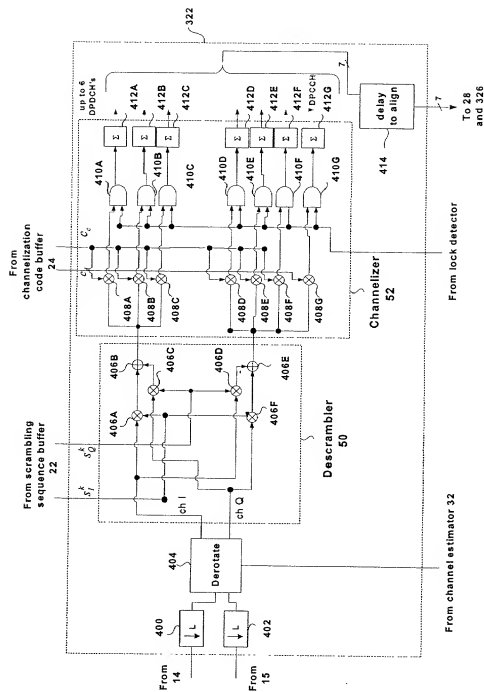 322
up to 6
DPDCH's
412A
412B
412C
412D
412E
412F
DPCCH
412G
Σ
Σ
Σ
Σ
Σ
Σ
Σ
7
delay
to align
414
7
To 28
and 326
410A
410B
410C
410D
410E
410F
410G
From
channelization
code buffer
24
C_c
C_d
408A
408B
408C
408D
408E
408F
408G
Channelizer
52
From lock detector
From scrambling
sequence buffer
22
S_I^k
S_Q^k
406A
406B
406C
406D
406E
406F
ch I
ch Q
Descrambler
50
404
Derotate
From channel estimator 32
400
L
402
L
From
14
From
15